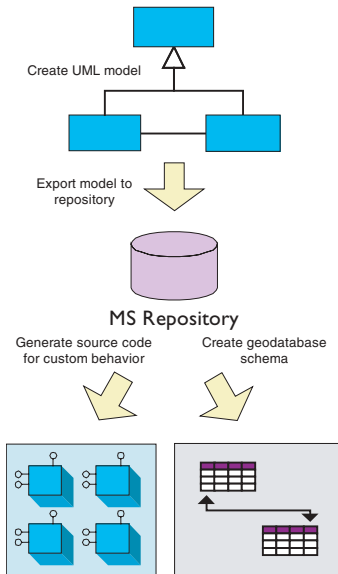 Create UML model
Export model to
repository
MS Repository
Generate source code
for custom behavior
Create geodatabase
schema